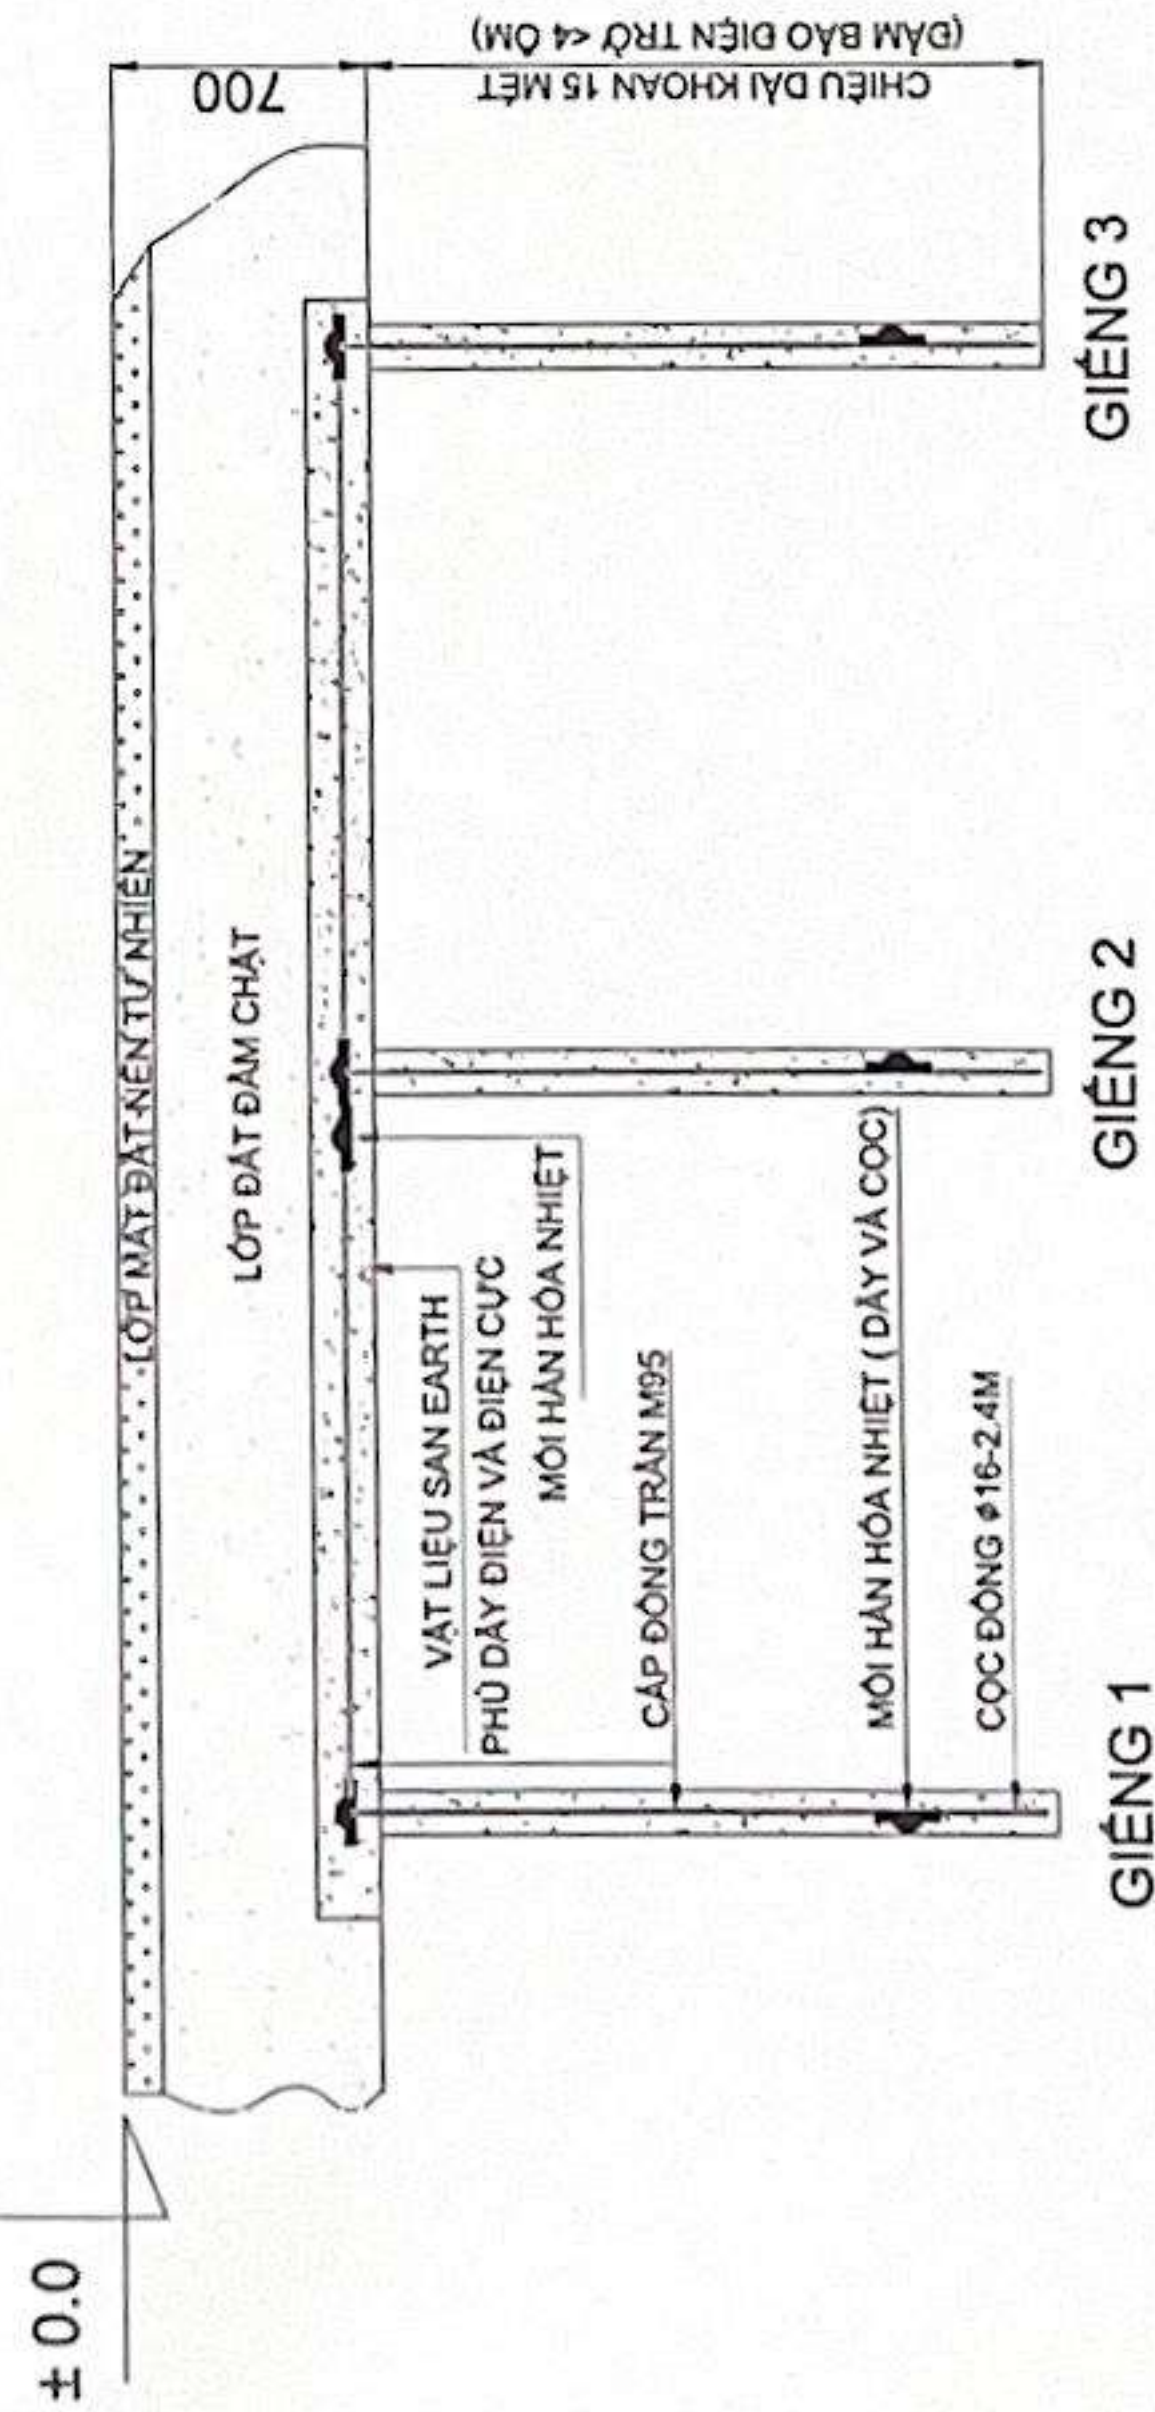 ± 0.0
700
CHIỀU DÀI KHOAN 15 MÉT
(ĐẢM BẢO ĐIỆN TRỞ <4 ÔM)
LỚP MẶT ĐẤT NỀN TỰ NHIÊN
LỚP ĐẤT ĐẦM CHẶT
VẬT LIỆU SAN EARTH
PHỦ DÂY ĐIỆN VÀ ĐIỆN CỰC
MỐI HÀN HÓA NHIỆT
CÁP ĐỒNG TRẦN M95
MỐI HÀN HÓA NHIỆT ( DÂY VÀ CỌC)
CỌC ĐỒNG ø16-2.4M
GIẾNG 1
GIẾNG 2
GIẾNG 3